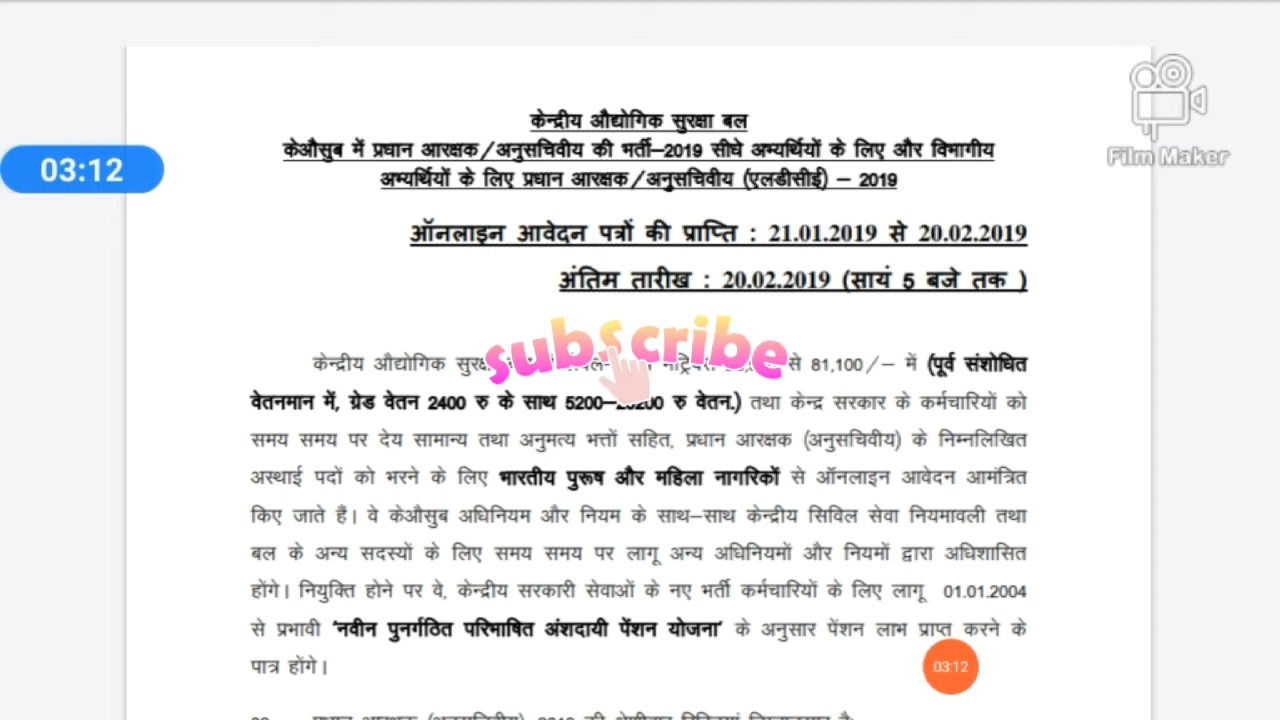 केन्द्रीय औद्योगिक सुरक्षा बल
केऔसुब में प्रधान आरक्षक/अनुसचिवीय की भर्ती–2019 सीधे अभ्यर्थियों के लिए और विभागीय
अभ्यर्थियों के लिए प्रधान आरक्षक/अनुसचिवीय (एलडीसीई) – 2019
03:12
Film Maker
ऑनलाइन आवेदन पत्रों की प्राप्ति : 21.01.2019 से 20.02.2019
अंतिम तारीख : 20.02.2019 (सायं 5 बजे तक )
subscribe
केन्द्रीय औद्योगिक से 81,100/– में (पूर्व संशोधित
वेतनमान में, ग्रेड वेतन 2400 रु के साथ रु वेतन.) तथा केन्द्र सरकार के कर्मचारियों को
समय समय पर देय सामान्य तथा अनुमत्य भत्तों सहित, प्रधान आरक्षक (अनुसचिवीय) के निम्नलिखित
अस्थाई पदों को भरने के लिए भारतीय पुरूष और महिला नागरिकों से ऑनलाइन आवेदन आमंत्रित
किए जाते हैं। वे केऔसुब अधिनियम और नियम के साथ–साथ केन्द्रीय सिविल सेवा नियमावली तथा
बल के अन्य सदस्यों के लिए समय समय पर लागू अन्य अधिनियमों और नियमों द्वारा अधिशासित
होंगे। नियुक्ति होने पर वे, केन्द्रीय सरकारी सेवाओं के नए भर्ती कर्मचारियों के लिए लागू 01.01.2004
से प्रभावी 'नवीन पुनर्गठित परिभाषित अंशदायी पेंशन योजना' के अनुसार पेंशन लाभ प्राप्त करने के
पात्र होंगे।
03:12